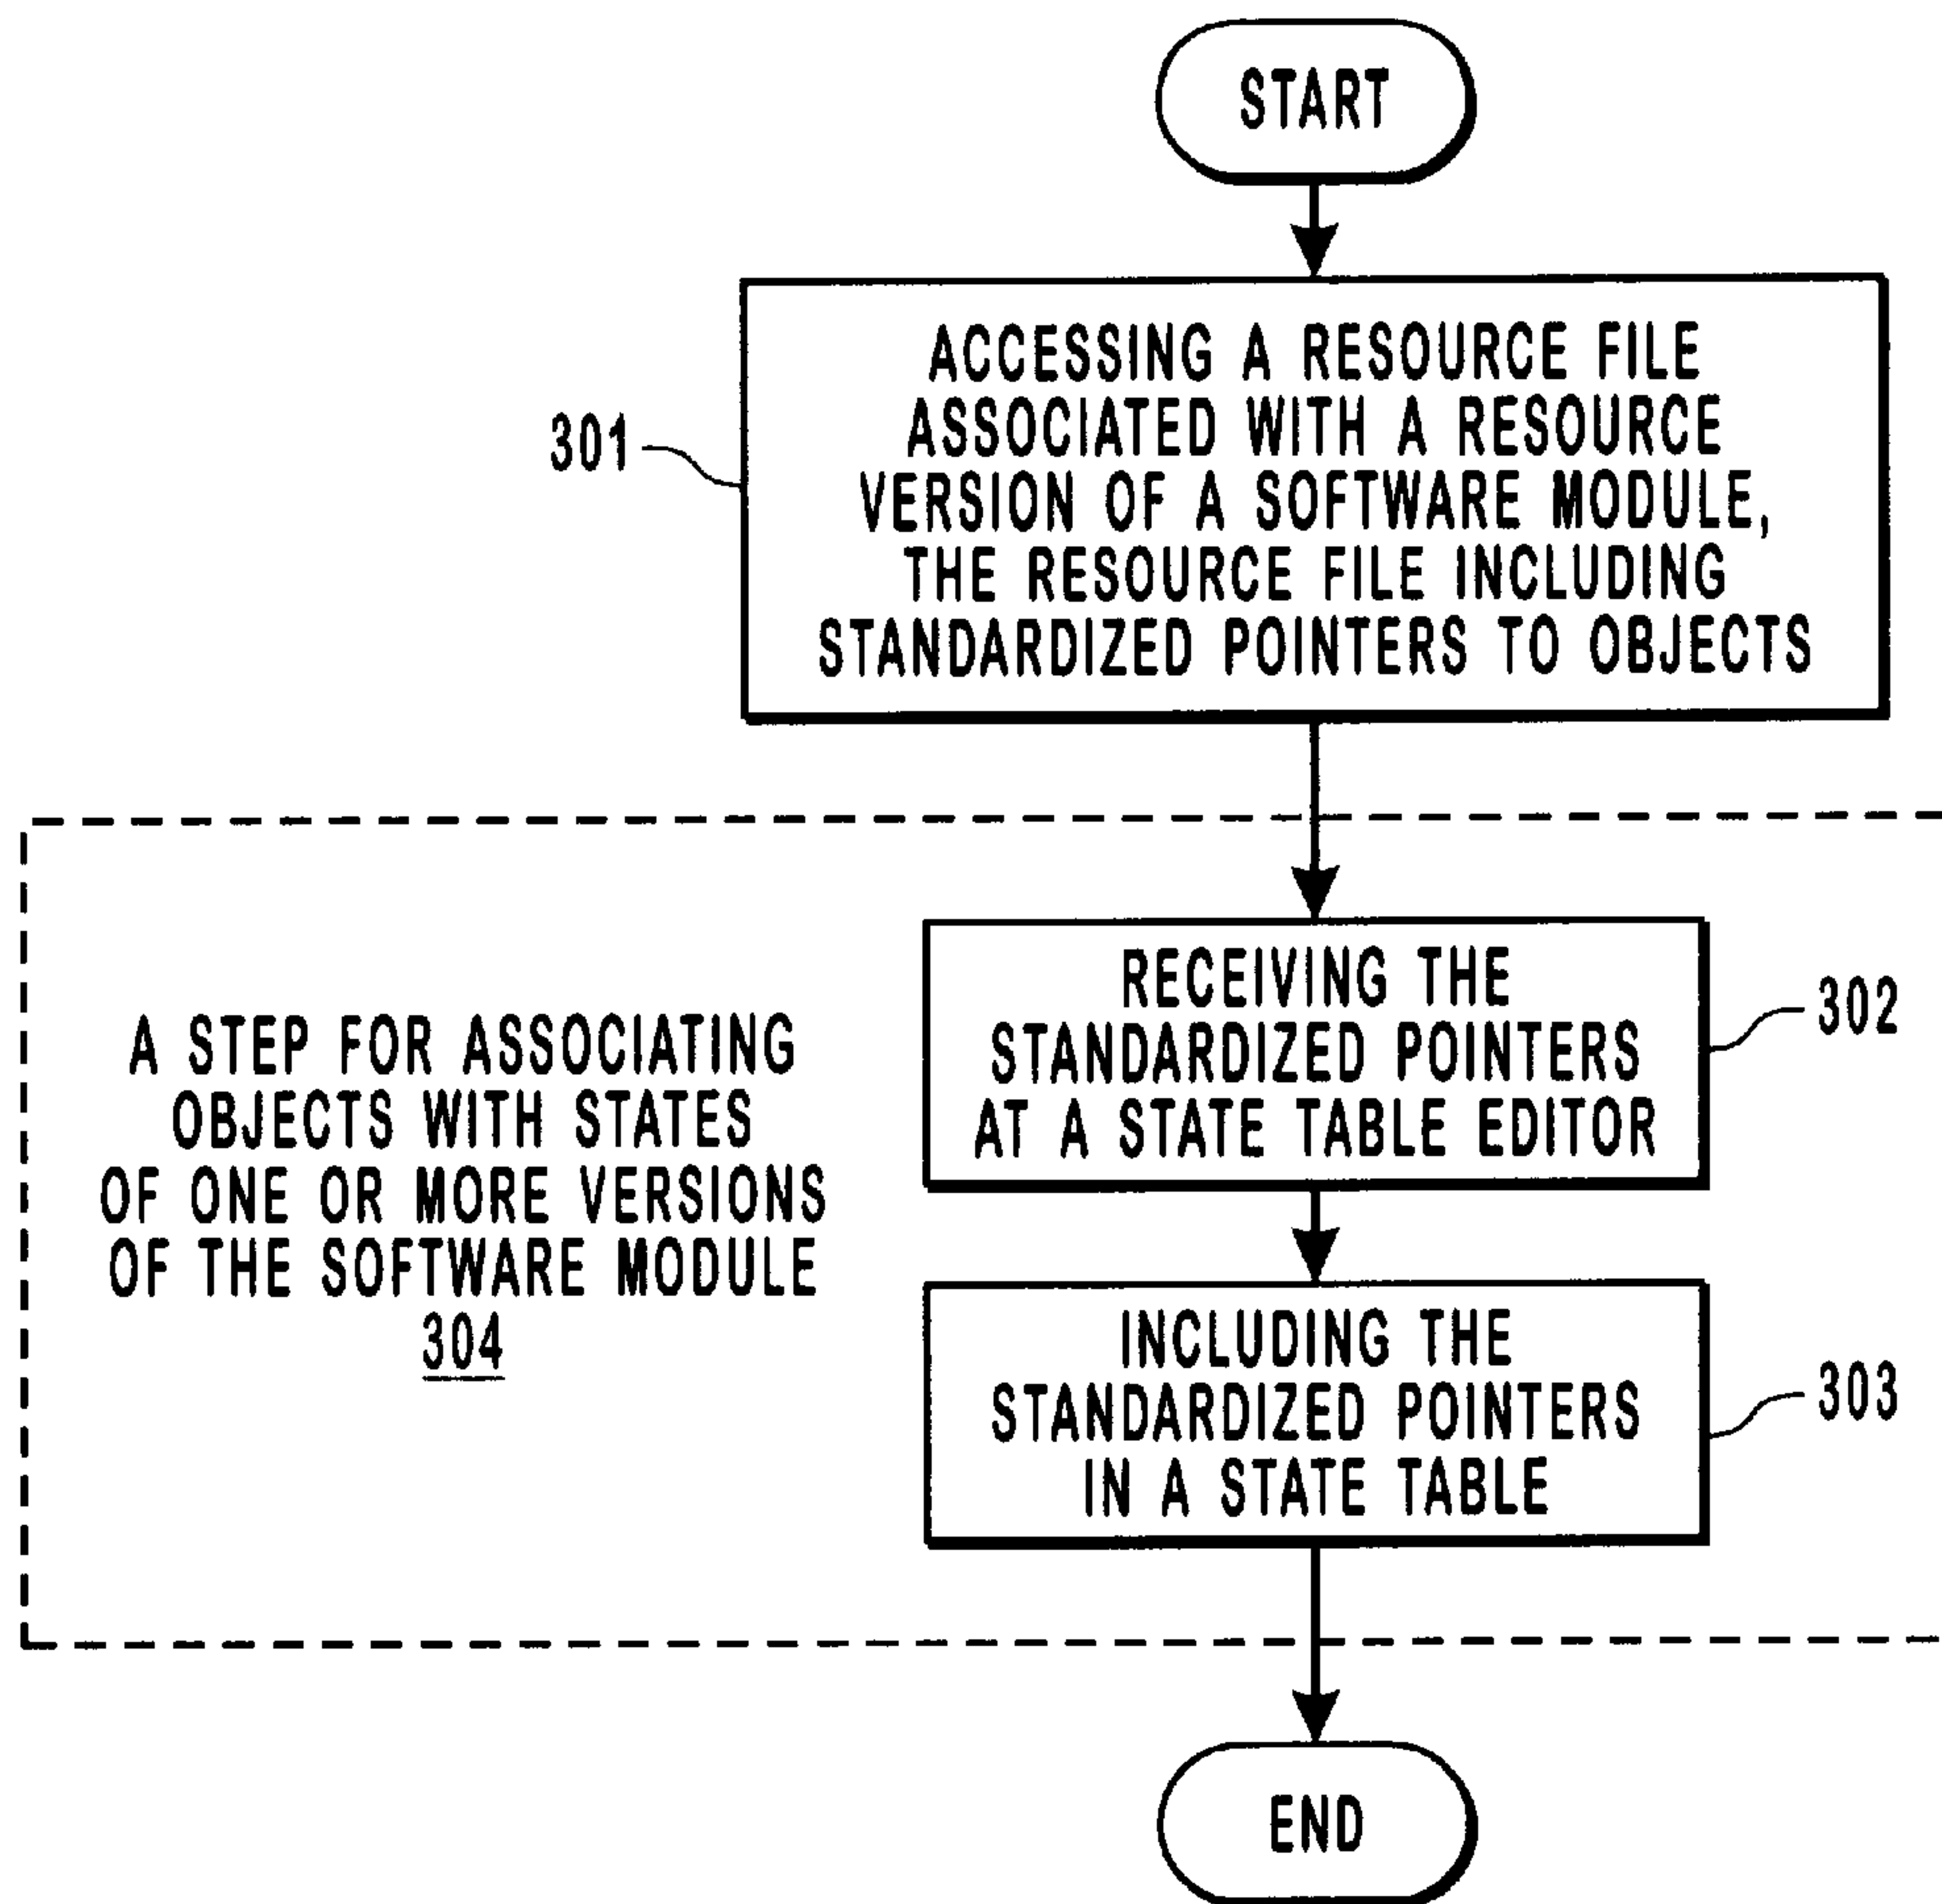 START
301
ACCESSING A RESOURCE FILE
ASSOCIATED WITH A RESOURCE
VERSION OF A SOFTWARE MODULE,
THE RESOURCE FILE INCLUDING
STANDARDIZED POINTERS TO OBJECTS
A STEP FOR ASSOCIATING
OBJECTS WITH STATES
OF ONE OR MORE VERSIONS
OF THE SOFTWARE MODULE
304
RECEIVING THE
STANDARDIZED POINTERS
AT A STATE TABLE EDITOR
302
INCLUDING THE
STANDARDIZED POINTERS
IN A STATE TABLE
303
END